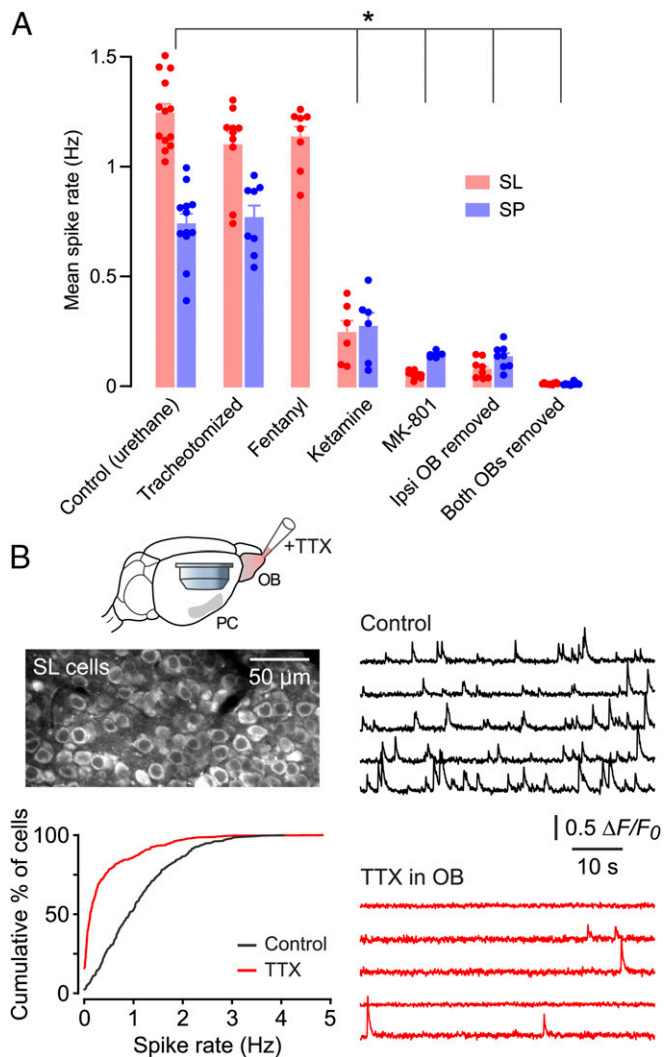 A
*
Mean spike rate (Hz)
1.5
1
0.5
0
SL
SP
Control (urethane)
Tracheotomized
Fentanyl
Ketamine
MK-801
Ipsi OB removed
Both OBs removed
B
+TTX
OB
PC
SL cells
50 µm
Control
0.5 ΔF/F0
10 s
TTX in OB
Cumulative % of cells
100
50
0
Control
TTX
0 1 2 3 4 5
Spike rate (Hz)